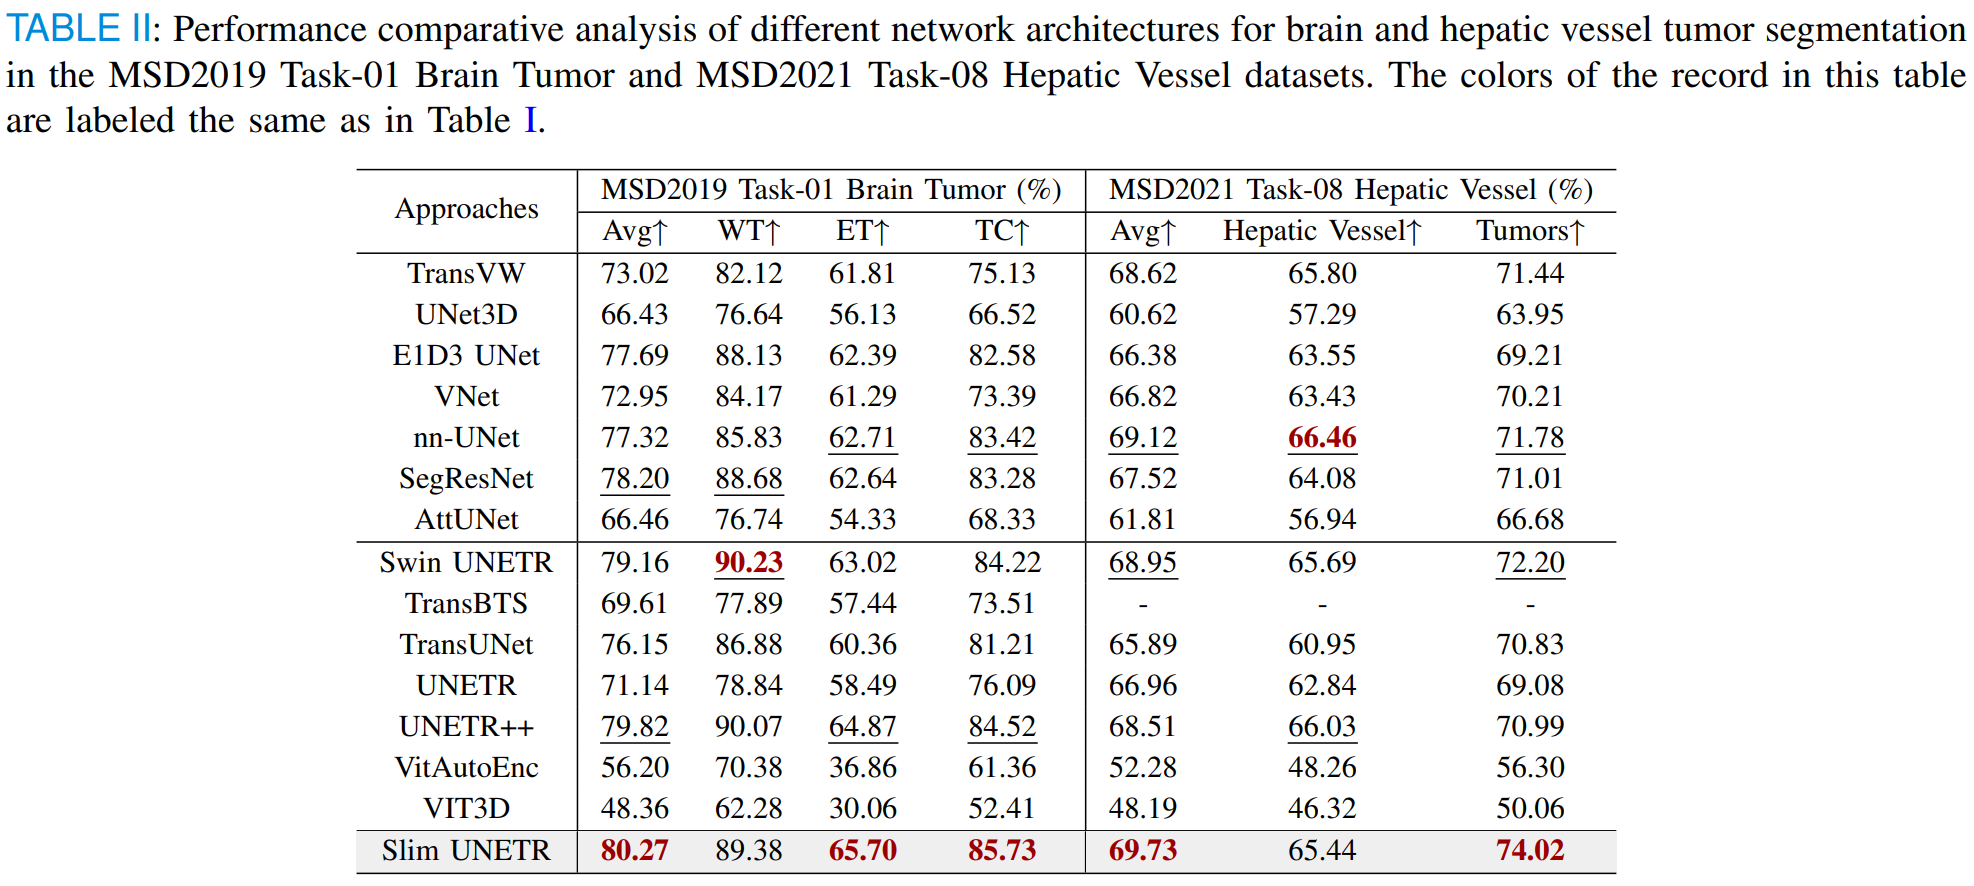 TABLE II: Performance comparative analysis of different network architectures for brain and hepatic vessel tumor segmentation
in the MSD2019 Task-01 Brain Tumor and MSD2021 Task-08 Hepatic Vessel datasets. The colors of the record in this table
are labeled the same as in Table I.
Approaches MSD2019 Task-01 Brain Tumor (%) MSD2021 Task-08 Hepatic Vessel (%)
Avg↑ WT↑ ET↑ TC↑ Avg↑ Hepatic Vessel↑ Tumors↑
TransVW 73.02 82.12 61.81 75.13 68.62 65.80 71.44
UNet3D 66.43 76.64 56.13 66.52 60.62 57.29 63.95
E1D3 UNet 77.69 88.13 62.39 82.58 66.38 63.55 69.21
VNet 72.95 84.17 61.29 73.39 66.82 63.43 70.21
nn-UNet 77.32 85.83 62.71 83.42 69.12 66.46 71.78
SegResNet 78.20 88.68 62.64 83.28 67.52 64.08 71.01
AttUNet 66.46 76.74 54.33 68.33 61.81 56.94 66.68
Swin UNETR 79.16 90.23 63.02 84.22 68.95 65.69 72.20
TransBTS 69.61 77.89 57.44 73.51 - - -
TransUNet 76.15 86.88 60.36 81.21 65.89 60.95 70.83
UNETR 71.14 78.84 58.49 76.09 66.96 62.84 69.08
UNETR++ 79.82 90.07 64.87 84.52 68.51 66.03 70.99
VitAutoEnc 56.20 70.38 36.86 61.36 52.28 48.26 56.30
VIT3D 48.36 62.28 30.06 52.41 48.19 46.32 50.06
Slim UNETR 80.27 89.38 65.70 85.73 69.73 65.44 74.02